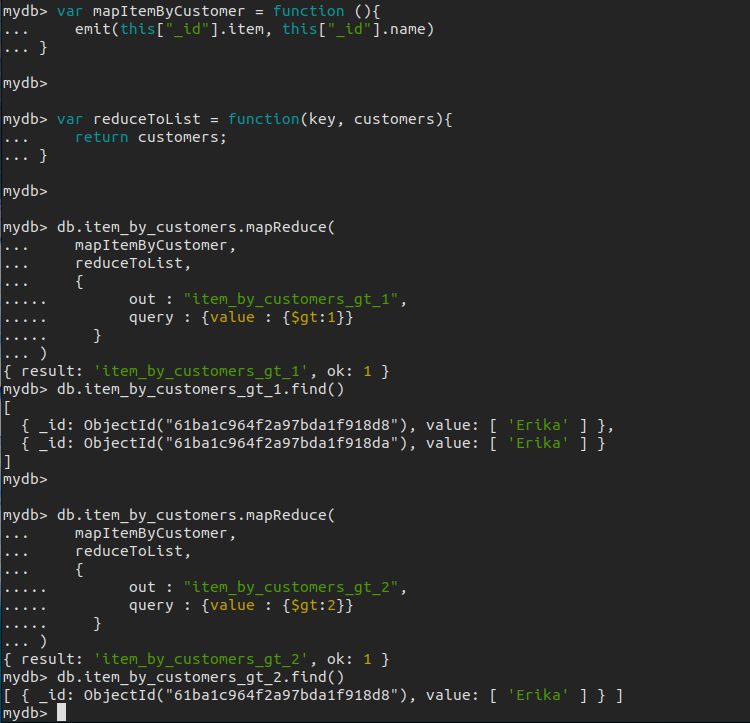 mydb> var mapItemByCustomer = function (){
...     emit(this["_id"].item, this["_id"].name)
... }
mydb>
mydb> var reduceToList = function(key, customers){
...     return customers;
... }
mydb>
mydb> db.item_by_customers.mapReduce(
...     mapItemByCustomer,
...     reduceToList,
...     {
.....         out : "item_by_customers_gt_1",
.....         query : {value : {$gt:1}}
.....     }
... )
{ result: 'item_by_customers_gt_1', ok: 1 }
mydb> db.item_by_customers_gt_1.find()
[
  { _id: ObjectId("61ba1c964f2a97bda1f918d8"), value: [ 'Erika' ] },
  { _id: ObjectId("61ba1c964f2a97bda1f918da"), value: [ 'Erika' ] }
]
mydb>
mydb> db.item_by_customers.mapReduce(
...     mapItemByCustomer,
...     reduceToList,
...     {
.....         out : "item_by_customers_gt_2",
.....         query : {value : {$gt:2}}
.....     }
... )
{ result: 'item_by_customers_gt_2', ok: 1 }
mydb> db.item_by_customers_gt_2.find()
[ { _id: ObjectId("61ba1c964f2a97bda1f918d8"), value: [ 'Erika' ] } ]
mydb>